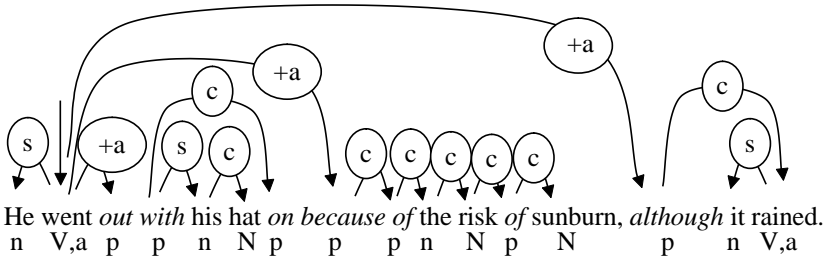 +a
+a
c
c
s
+a
s
c
c
c
c
c
c
s
He went out with his hat on because of the risk of sunburn, although it rained.
n V,a p p n N p p p n N p N p n V,a